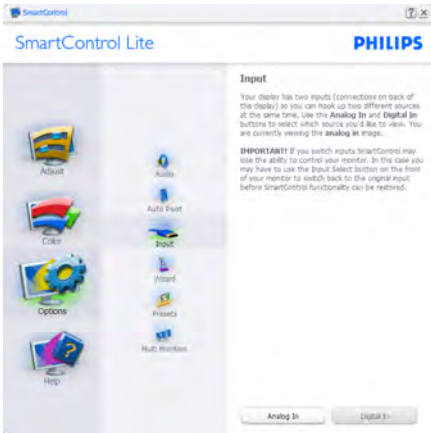 SmartControl
SmartControl Lite
PHILIPS
Adjust
Color
Options
Help
Audio
Auto Pivot
Input
Wizard
Presets
Multi Monitors
Input
Your display has two inputs (connections on back of
the display) so you can hook up two different sources
at the same time. Use the Analog In and Digital In
buttons to select which source you'd like to view. You
are currently viewing the analog in image.
IMPORTANT! If you switch inputs SmartControl may
lose the ability to control your monitor. In this case you
may have to use the Input Select button on the front
of your monitor to switch back to the original input
before SmartControl functionality can be restored.
Analog In
Digital In